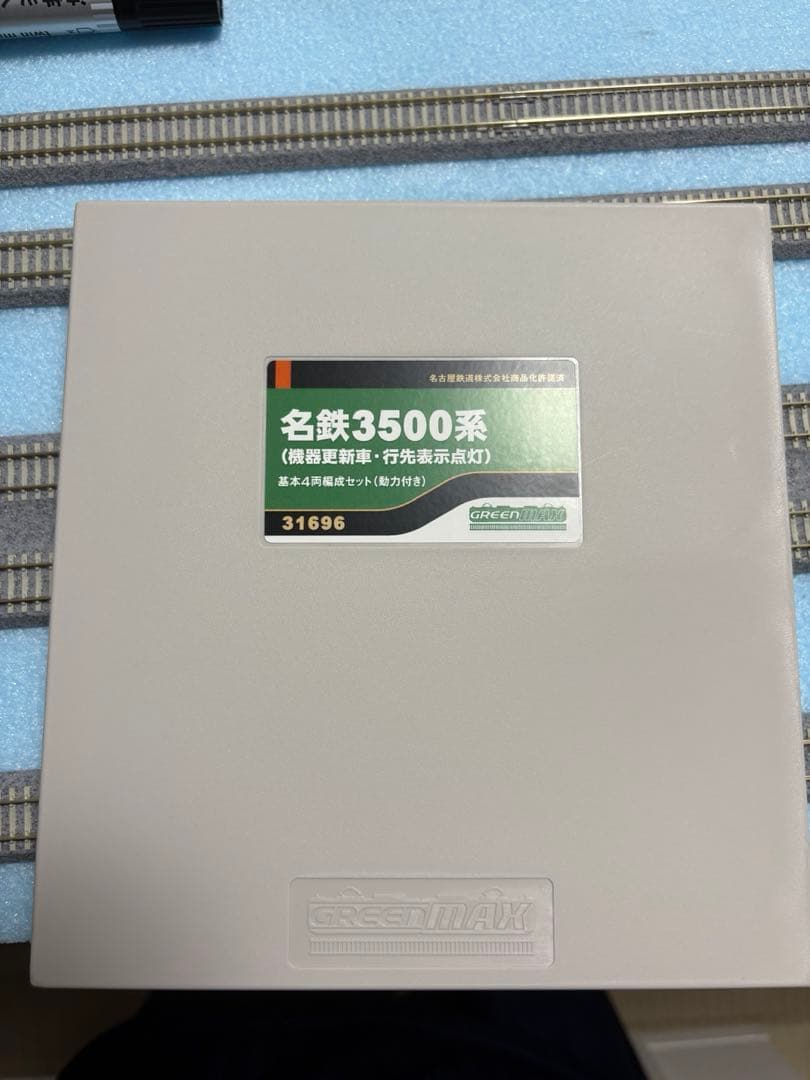 名古屋鉄道株式会社商品化許諾済
名鉄3500系
(機器更新車・行先表示点灯)
基本4両編成セット(動力付き)
31696
GREENMAX
GREENMAX